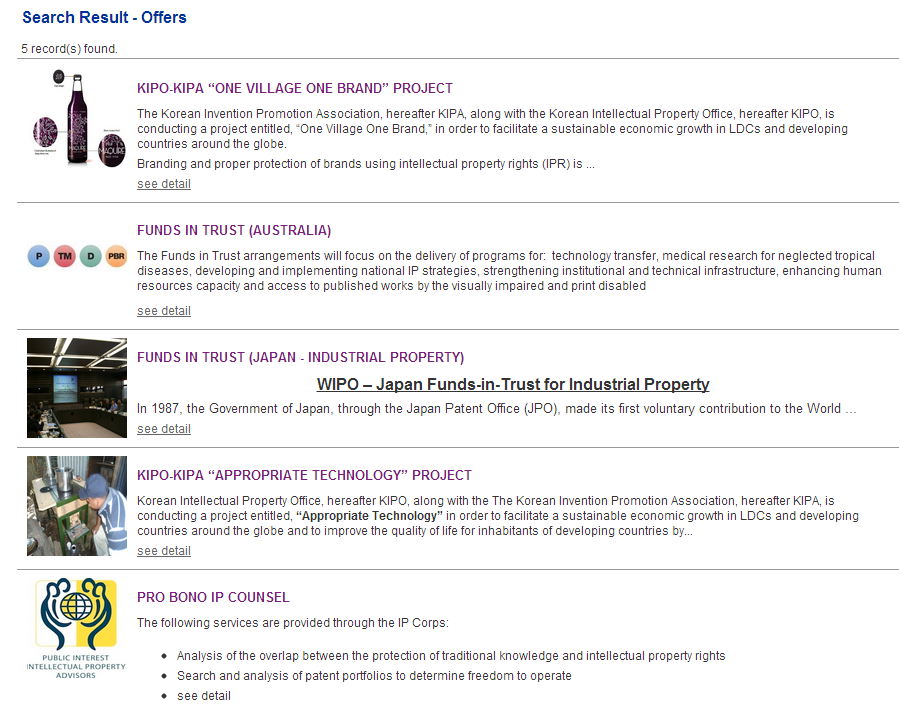 Search Result - Offers
5 record(s) found.
KIPO-KIPA “ONE VILLAGE ONE BRAND” PROJECT
The Korean Invention Promotion Association, hereafter KIPA, along with the Korean Intellectual Property Office, hereafter KIPO, is
conducting a project entitled, “One Village One Brand,” in order to facilitate a sustainable economic growth in LDCs and developing
countries around the globe.
Branding and proper protection of brands using intellectual property rights (IPR) is ...
see detail
FUNDS IN TRUST (AUSTRALIA)
P TM D PBR
The Funds in Trust arrangements will focus on the delivery of programs for: technology transfer, medical research for neglected tropical
diseases, developing and implementing national IP strategies, strengthening institutional and technical infrastructure, enhancing human
resources capacity and access to published works by the visually impaired and print disabled
see detail
FUNDS IN TRUST (JAPAN - INDUSTRIAL PROPERTY)
WIPO – Japan Funds-in-Trust for Industrial Property
In 1987, the Government of Japan, through the Japan Patent Office (JPO), made its first voluntary contribution to the World ...
see detail
KIPO-KIPA “APPROPRIATE TECHNOLOGY” PROJECT
Korean Intellectual Property Office, hereafter KIPO, along with the The Korean Invention Promotion Association, hereafter KIPA, is
conducting a project entitled, “Appropriate Technology” in order to facilitate a sustainable economic growth in LDCs and developing
countries around the globe and to improve the quality of life for inhabitants of developing countries by...
see detail
PRO BONO IP COUNSEL
The following services are provided through the IP Corps:
PUBLIC INTEREST
INTELLECTUAL PROPERTY
ADVISORS
• Analysis of the overlap between the protection of traditional knowledge and intellectual property rights
• Search and analysis of patent portfolios to determine freedom to operate
• see detail